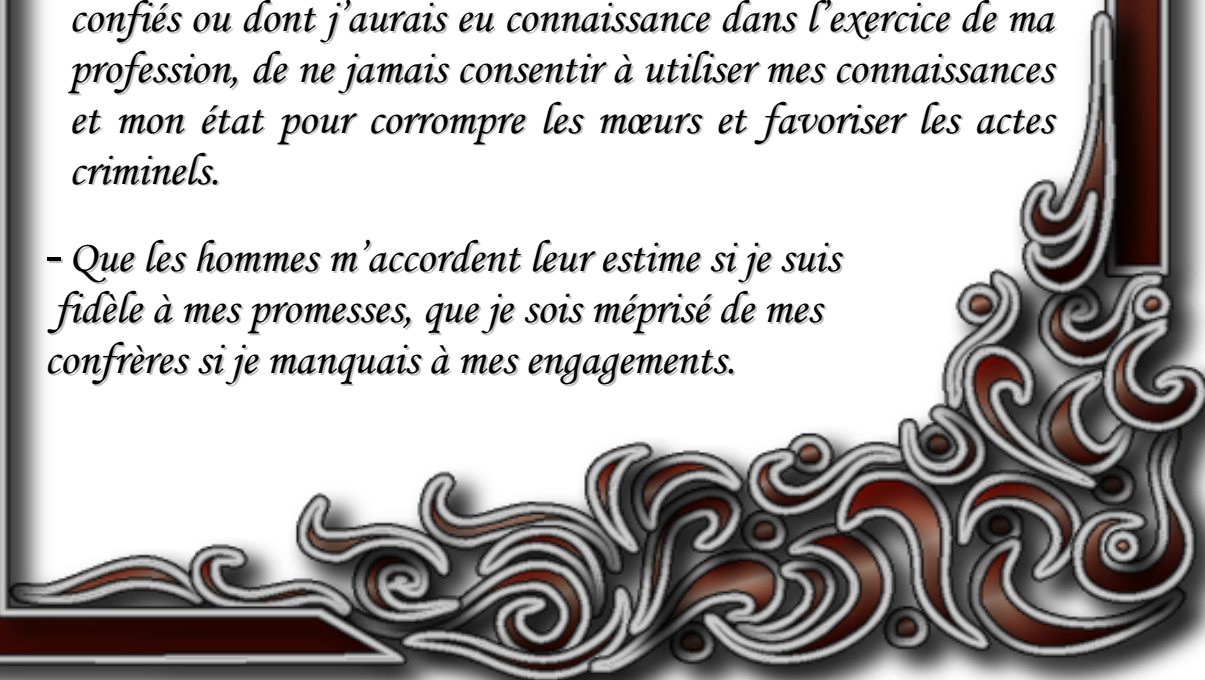 confiés ou dont j’aurais eu connaissance dans l’exercice de ma
profession, de ne jamais consentir à utiliser mes connaissances
et mon état pour corrompre les mœurs et favoriser les actes
criminels.
- Que les hommes m’accordent leur estime si je suis
fidèle à mes promesses, que je sois méprisé de mes
confrères si je manquais à mes engagements.